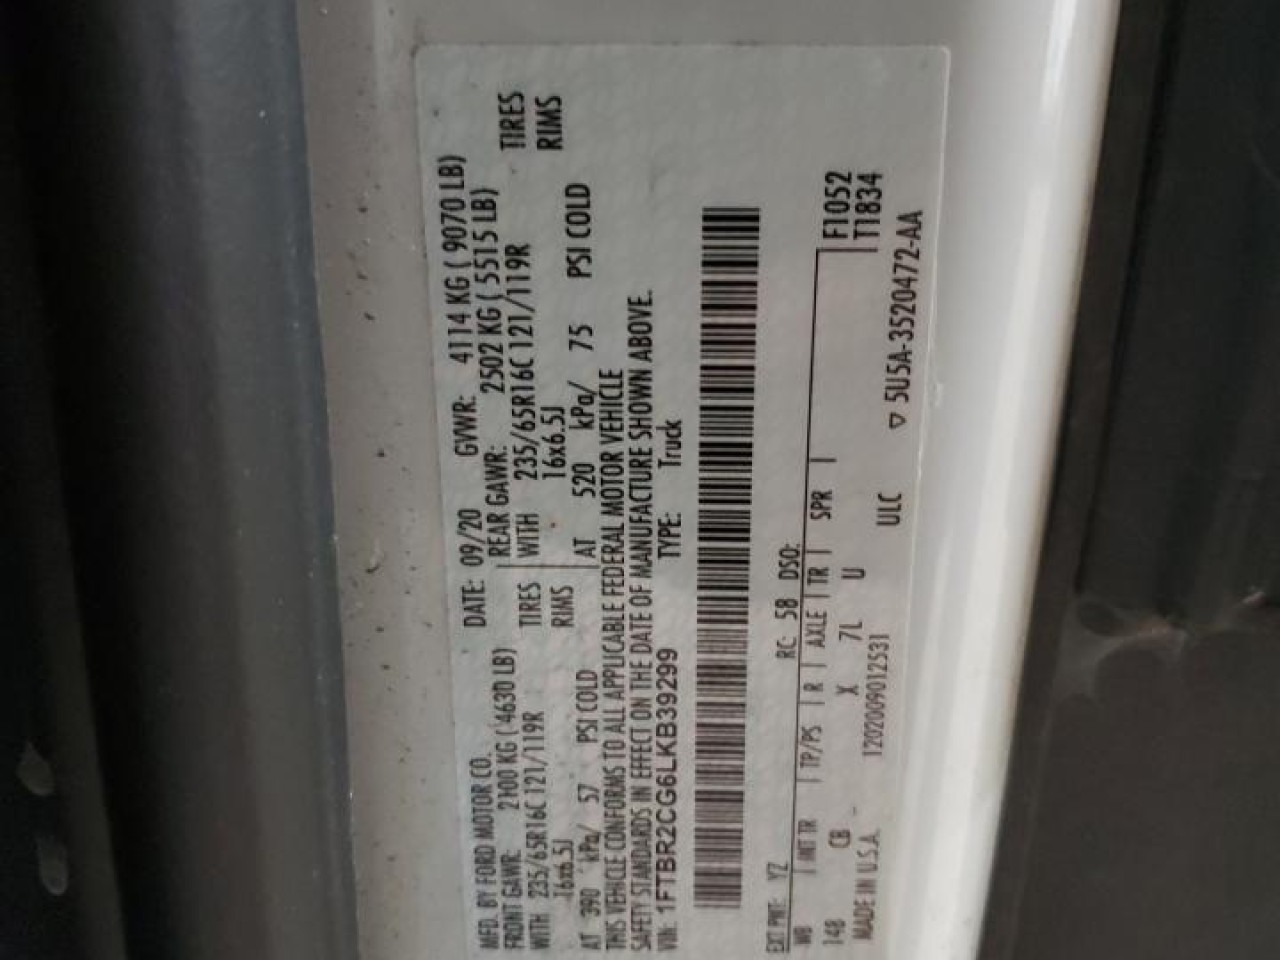 MFD. BY FORD MOTOR CO.
DATE: 09/20 GVWR: 4114 KG ( 9070 LB)
FRONT GAWR: 2100 KG ( 4630 LB) REAR GAWR: 2502 KG ( 5515 LB)
WITH 235/65R16C 121/119R TIRES WITH 235/65R16C 121/119R TIRES
16x6.5J RIMS 16x6.5J RIMS
AT 390 kPa/ 57 PSI COLD AT 520 kPa/ 75 PSI COLD
THIS VEHICLE CONFORMS TO ALL APPLICABLE FEDERAL MOTOR VEHICLE
SAFETY STANDARDS IN EFFECT ON THE DATE OF MANUFACTURE SHOWN ABOVE.
VIN: 1FTBR2CG6LKB39299 TYPE: Truck
EXT PNT: YZ RC: 58 DSO:
WB INT TR TP/PS R AXLE TR SPR F1052
148 CB X 7L U T1834
MADE IN U.S.A. 1202009012531 ULC ▽ 5U5A-3520472-AA